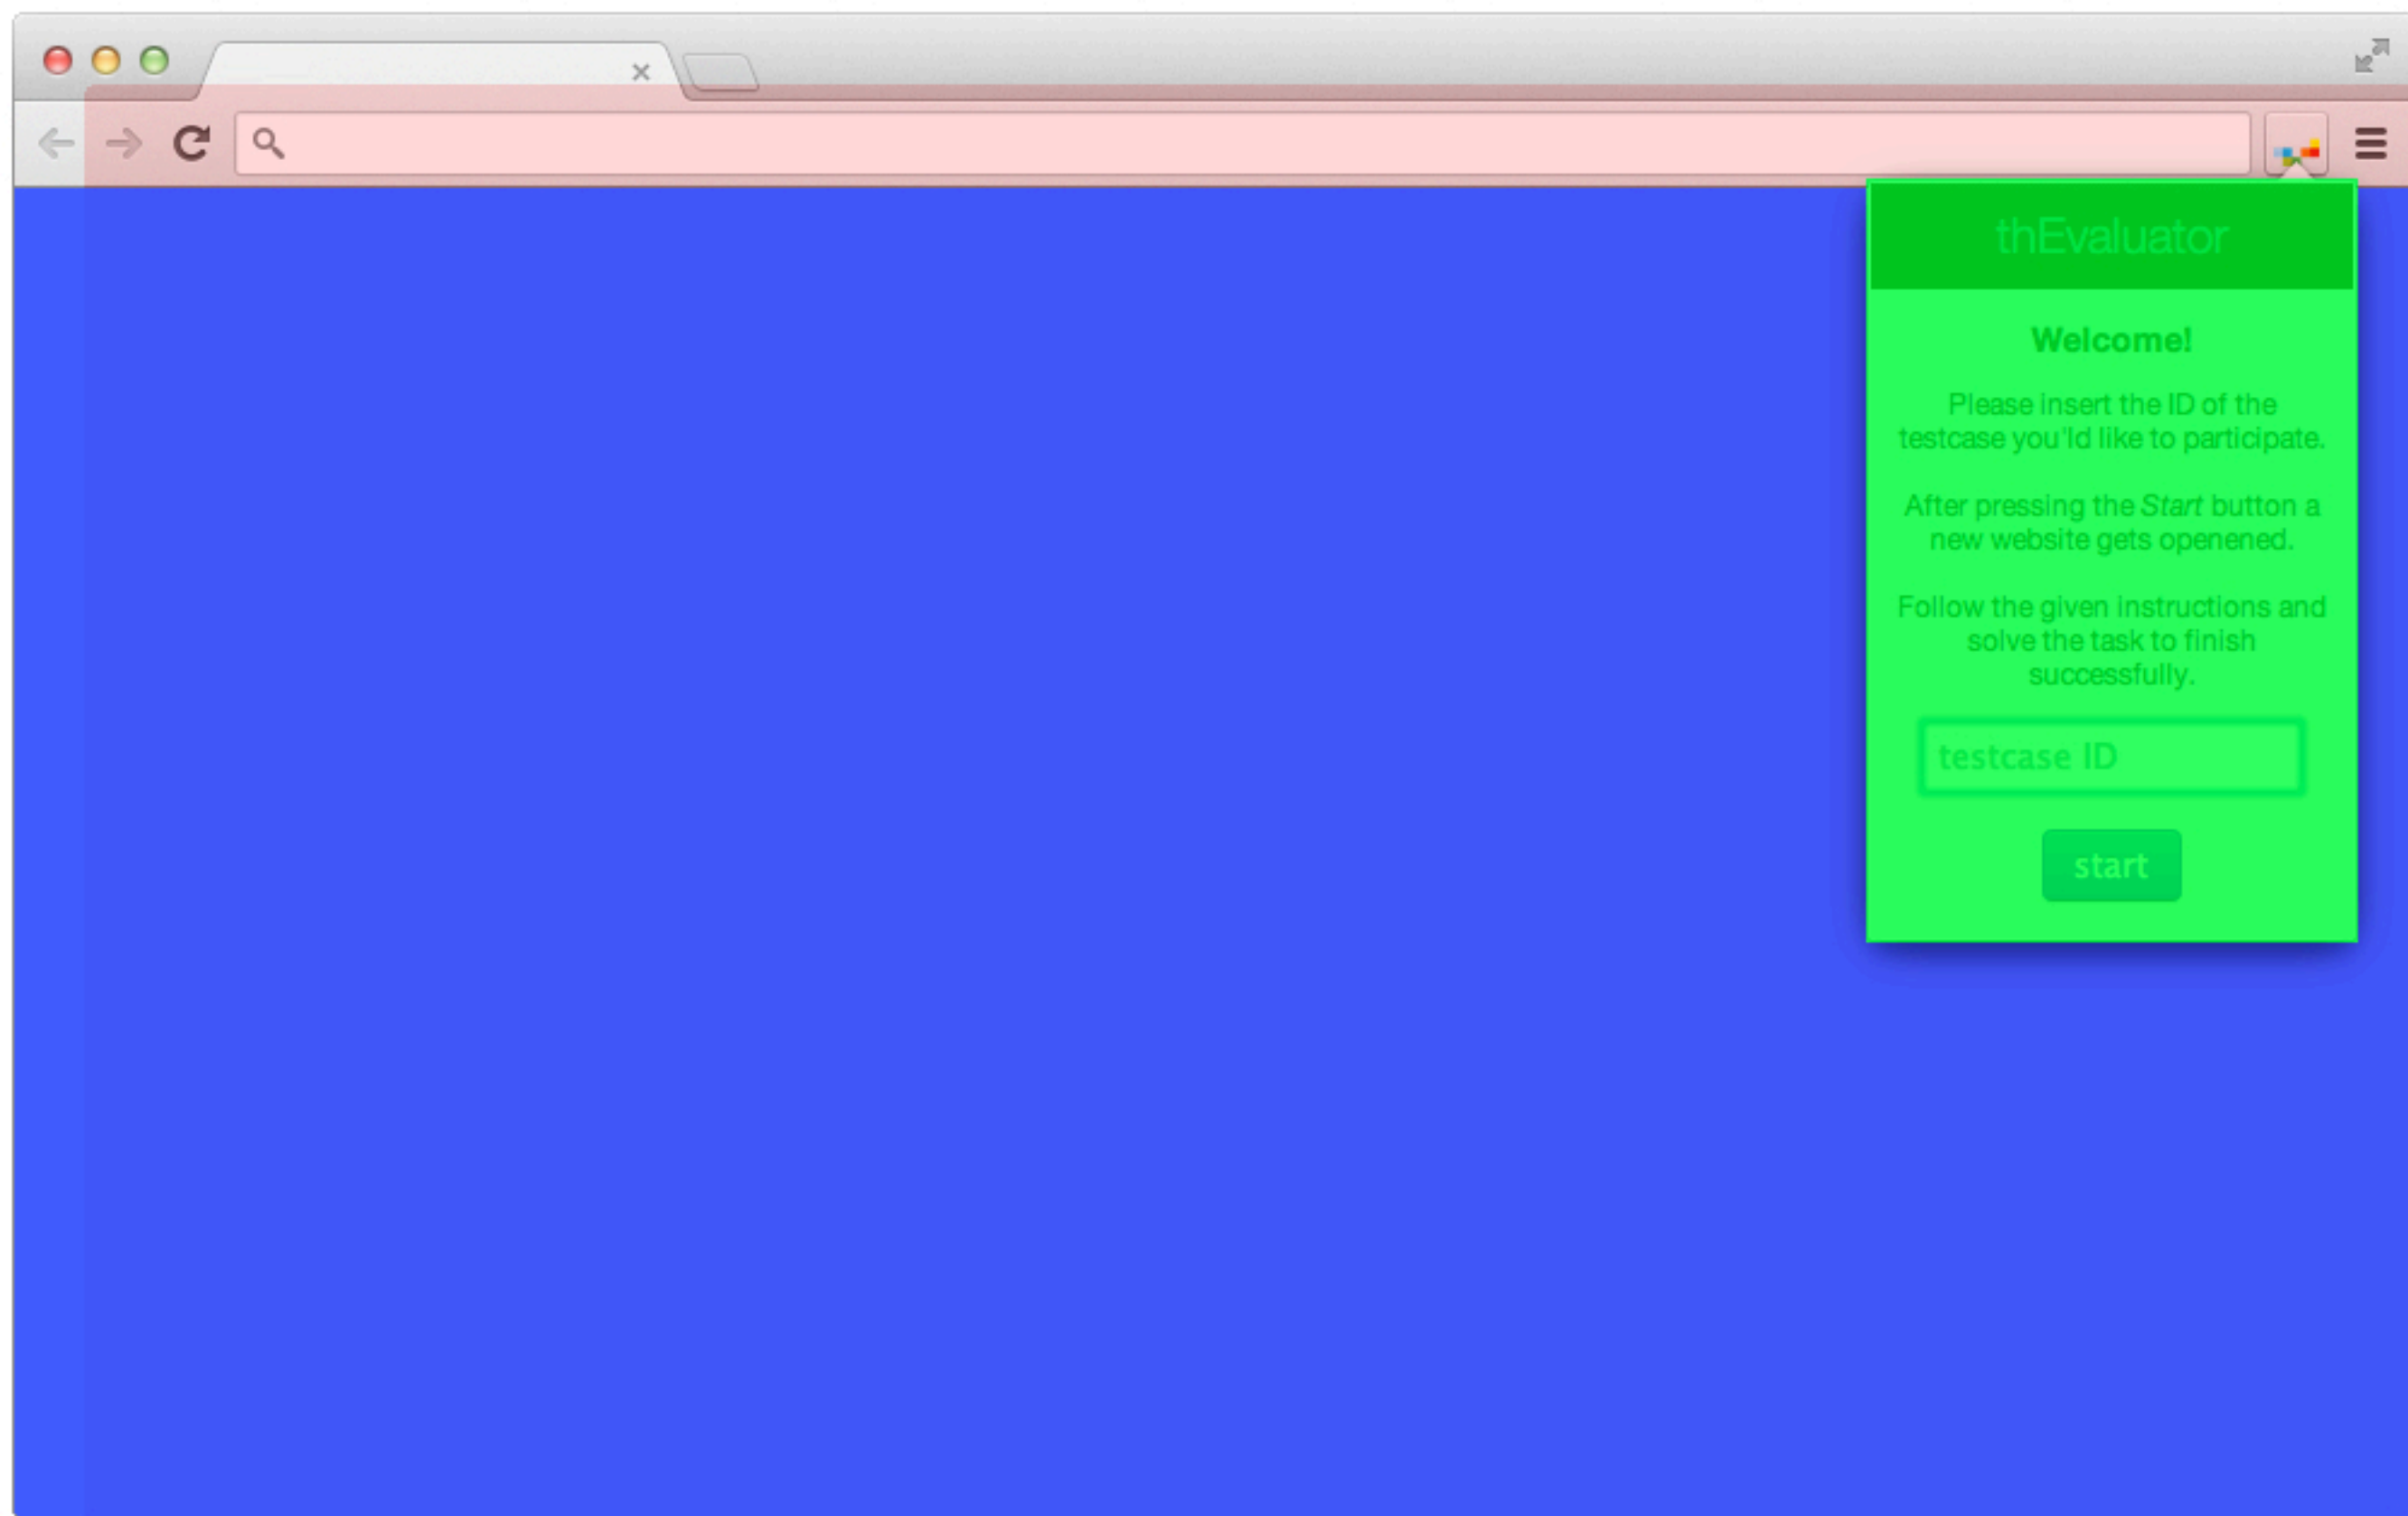 thEvaluator
Welcome!
Please insert the ID of the
testcase you'ld like to participate.
After pressing the Start button a
new website gets openened.
Follow the given instructions and
solve the task to finish
successfully.
testcase ID
start